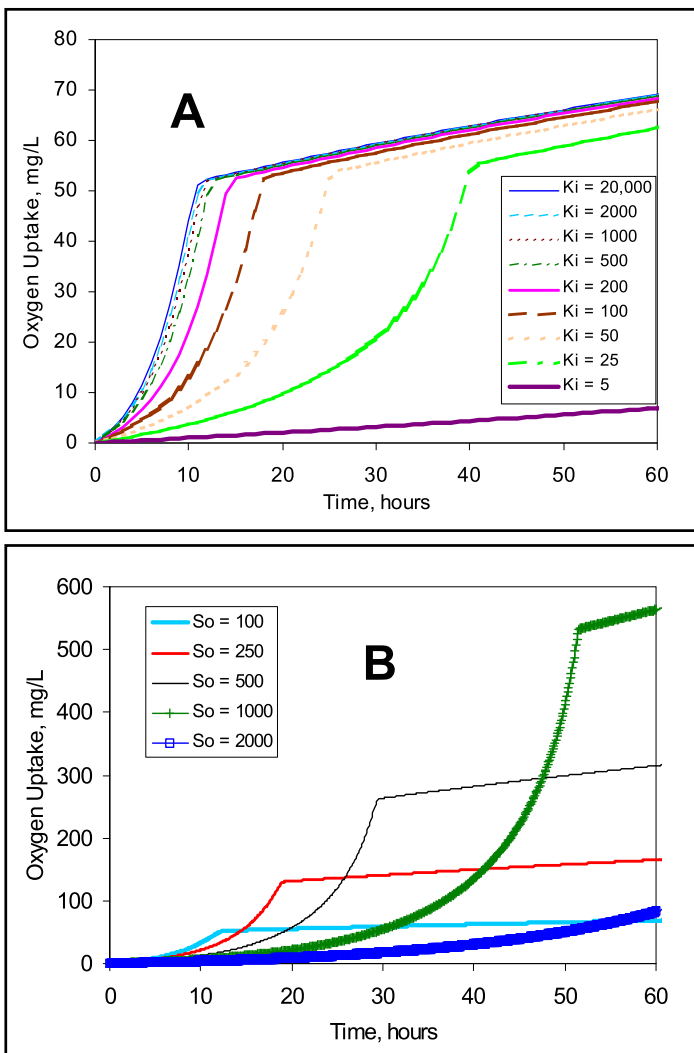 A
Oxygen Uptake, mg/L
80
70
60
50
40
30
20
10
0
Ki = 20,000
Ki = 2000
Ki = 1000
Ki = 500
Ki = 200
Ki = 100
Ki = 50
Ki = 25
Ki = 5
0 10 20 30 40 50 60
Time, hours
B
Oxygen Uptake, mg/L
600
500
400
300
200
100
0
So = 100
So = 250
So = 500
So = 1000
So = 2000
0 10 20 30 40 50 60
Time, hours